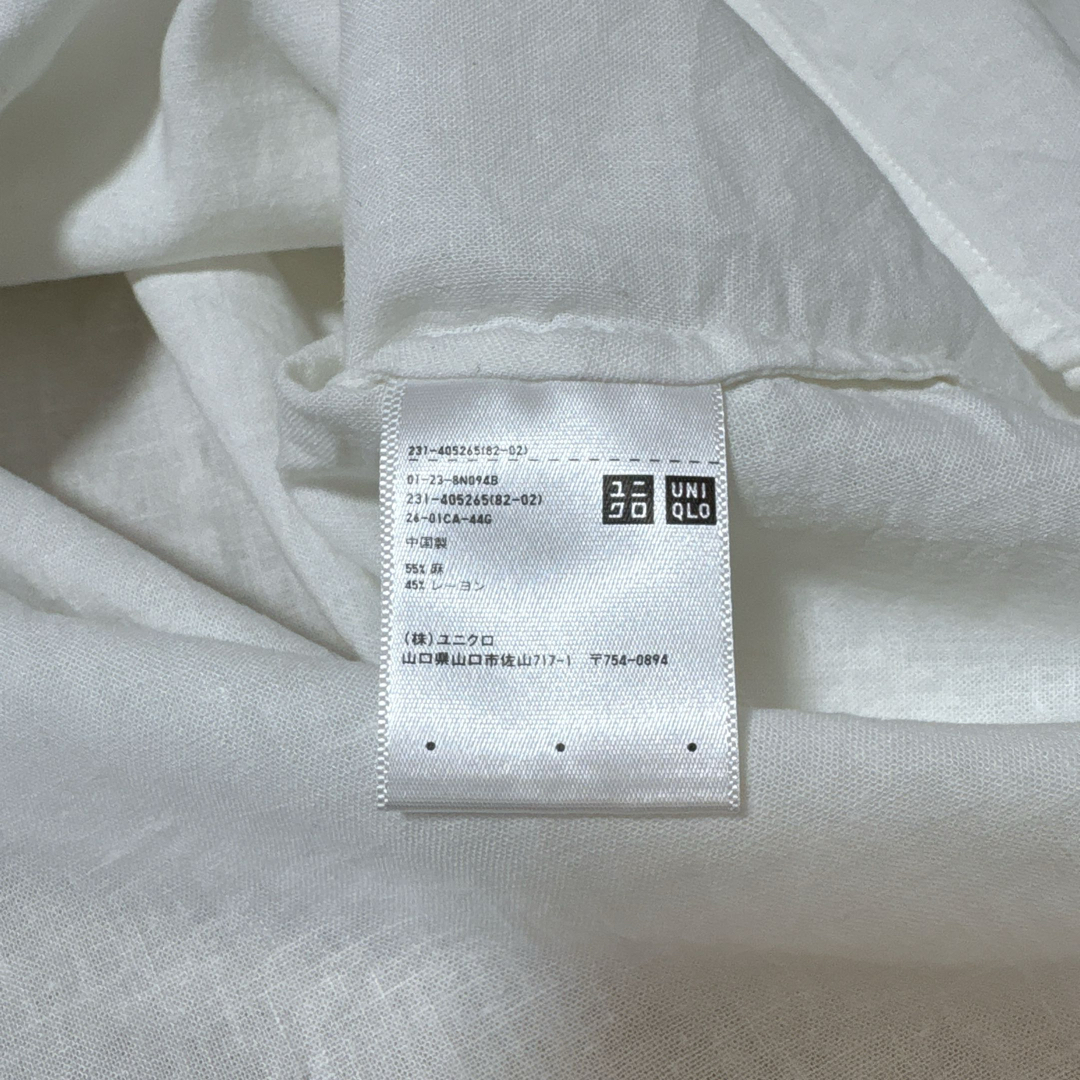 231-405265(82-02)
01-23-8N094B
231-405265(82-02)
26-01CA-44G
中国製
55% 麻
45% レーヨン
ユニ
クロ
UNI
QLO
(株)ユニクロ
山口県山口市佐山717-1 〒754-0894